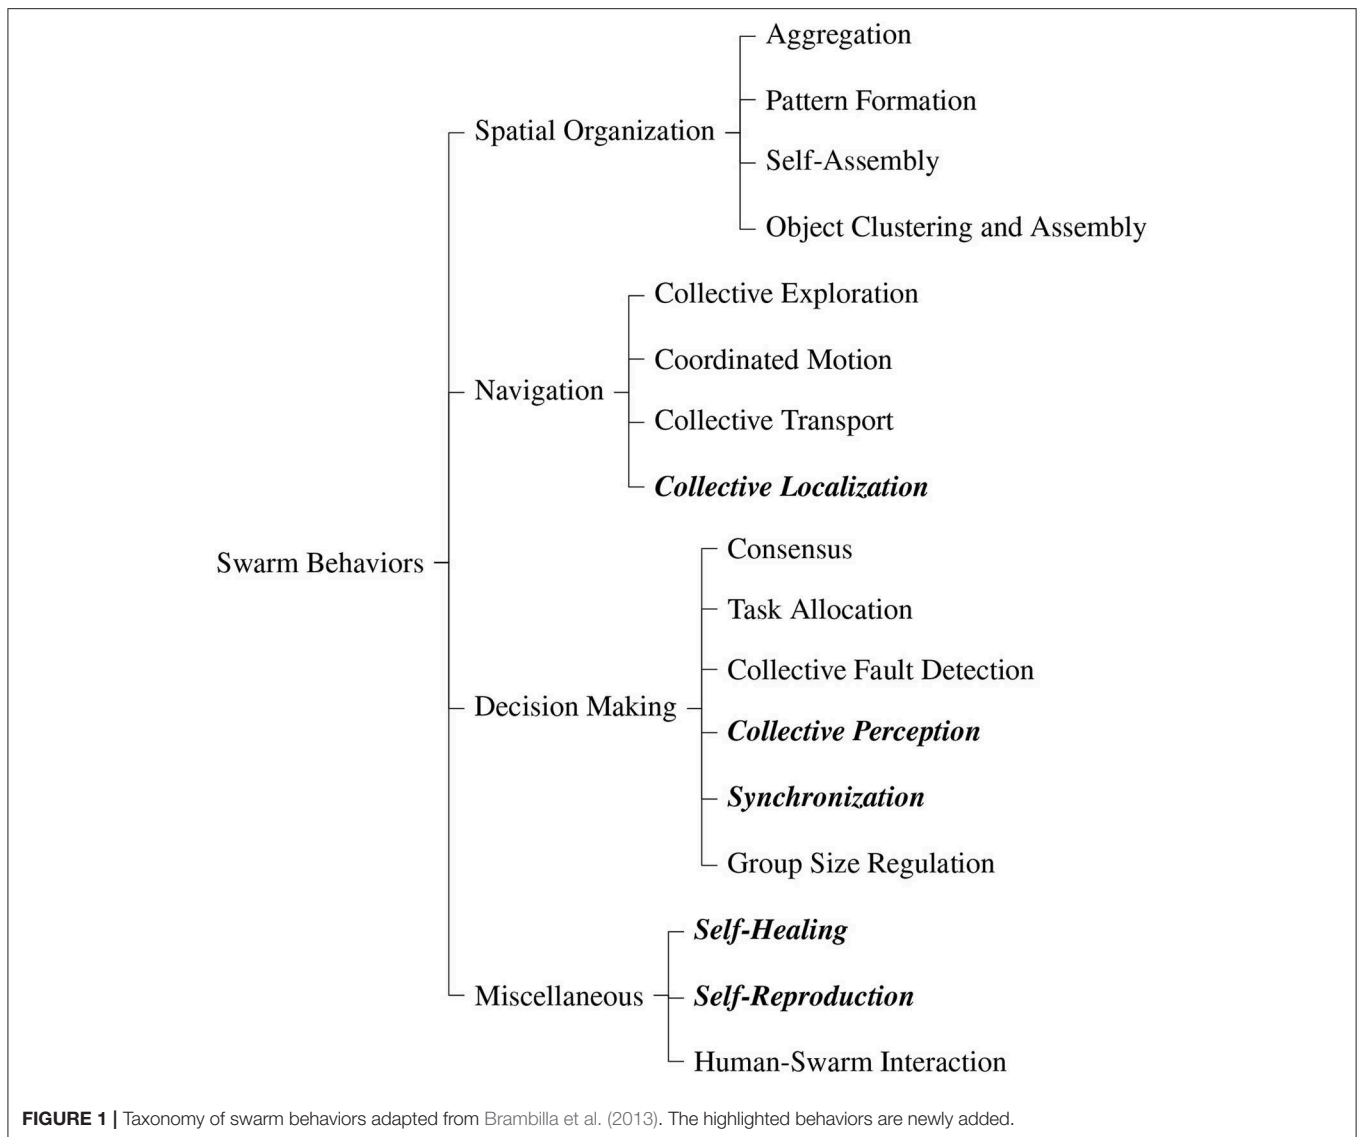 Swarm Behaviors
Spatial Organization
Aggregation
Pattern Formation
Self-Assembly
Object Clustering and Assembly
Navigation
Collective Exploration
Coordinated Motion
Collective Transport
Collective Localization
Decision Making
Consensus
Task Allocation
Collective Fault Detection
Collective Perception
Synchronization
Group Size Regulation
Miscellaneous
Self-Healing
Self-Reproduction
Human-Swarm Interaction
FIGURE 1 | Taxonomy of swarm behaviors adapted from Brambilla et al. (2013). The highlighted behaviors are newly added.